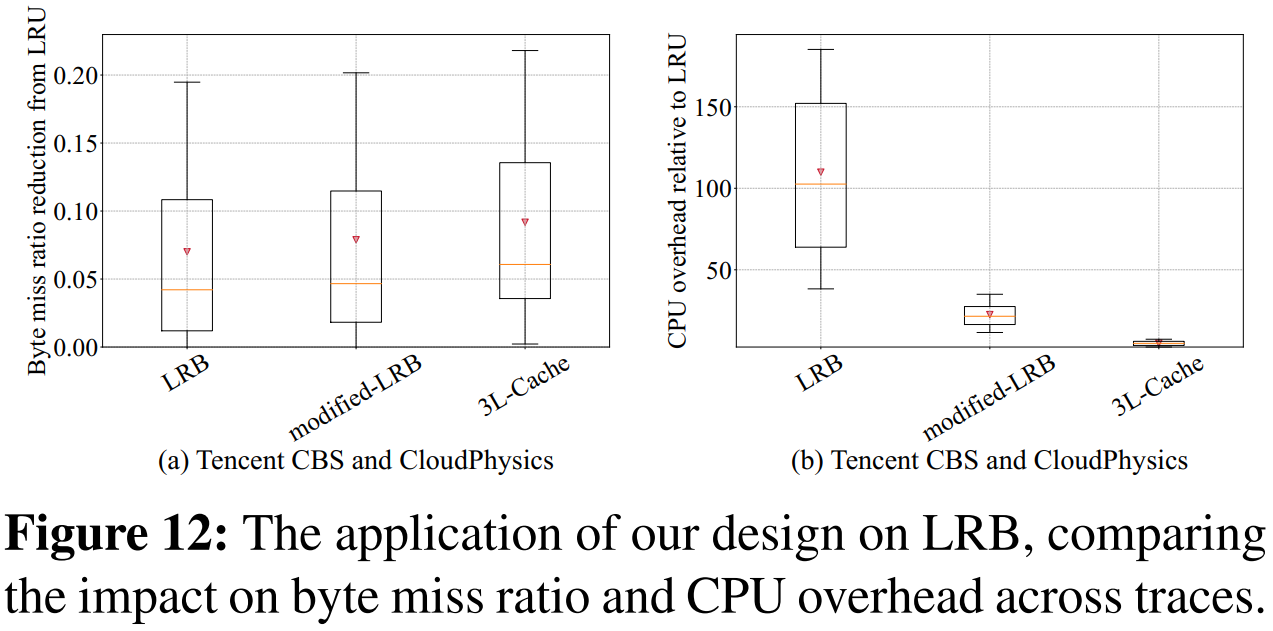 Byte miss ratio reduction from LRU
0.20
0.15
0.10
0.05
0.00
LRB
modified-LRB
3L-Cache
(a) Tencent CBS and CloudPhysics
CPU overhead relative to LRU
150
100
50
LRB
modified-LRB
3L-Cache
(b) Tencent CBS and CloudPhysics
Figure 12: The application of our design on LRB, comparing
the impact on byte miss ratio and CPU overhead across traces.